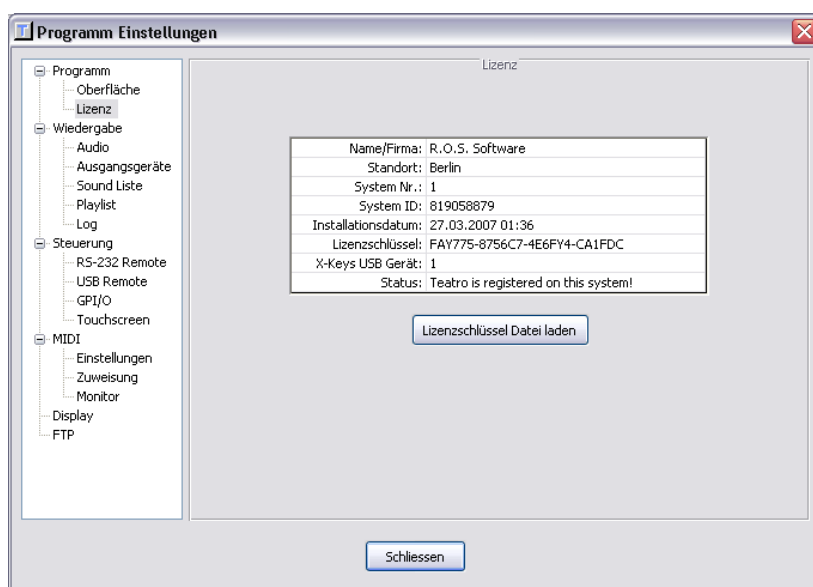 Programm Einstellungen
Programm
Oberfläche
Lizenz
Wiedergabe
Audio
Ausgangsgeräte
Sound Liste
Playlist
Log
Steuerung
RS-232 Remote
USB Remote
GPI/O
Touchscreen
MIDI
Einstellungen
Zuweisung
Monitor
Display
FTP
Lizenz
Name/Firma: R.O.S. Software
Standort: Berlin
System Nr.: 1
System ID: 819058879
Installationsdatum: 27.03.2007 01:36
Lizenzschlüssel: FAY775-8756C7-4E6FY4-CA1FDC
X-Keys USB Gerät: 1
Status: Teatro is registered on this system!
Lizenzschlüssel Datei laden
Schliessen